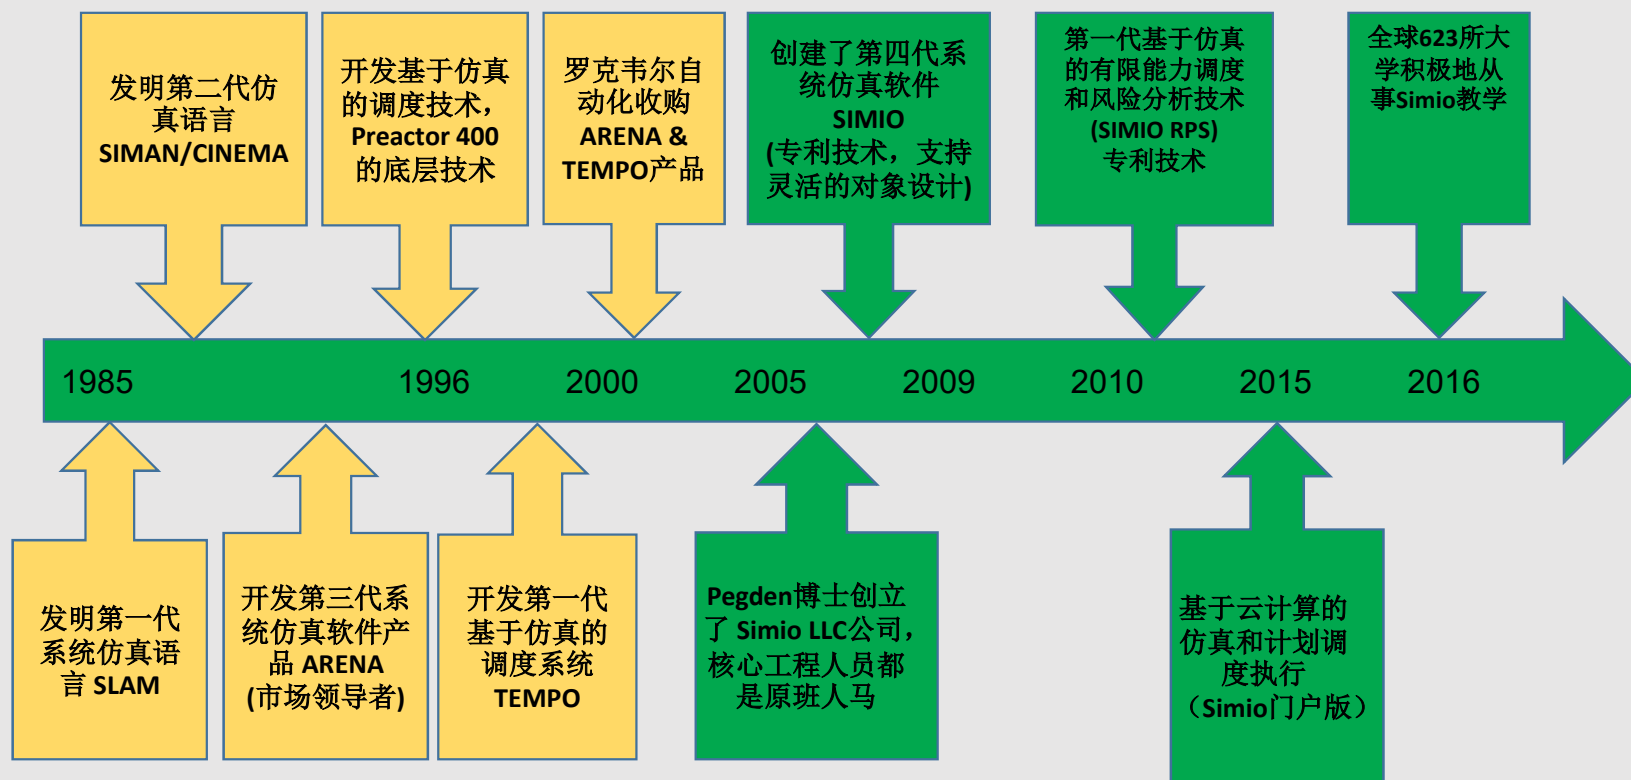 发明第二代仿
真语言
SIMAN/CINEMA
开发基于仿真
的调度技术，
Preactor 400
的底层技术
罗克韦尔自
动化收购
ARENA &
TEMPO产品
创建了第四代系
统仿真软件
SIMIO
(专利技术，支持
灵活的对象设计)
第一代基于仿真
的有限能力调度
和风险分析技术
(SIMIO RPS)
专利技术
全球623所大
学积极地从
事Simio教学
1985 1996 2000 2005 2009 2010 2015 2016
发明第一代
系统仿真语
言 SLAM
开发第三代系
统仿真软件产
品 ARENA
(市场领导者)
开发第一代
基于仿真的
调度系统
TEMPO
Pegden博士创立
了 Simio LLC公司，
核心工程人员都
是原班人马
基于云计算的
仿真和计划调
度执行
（Simio门户版）